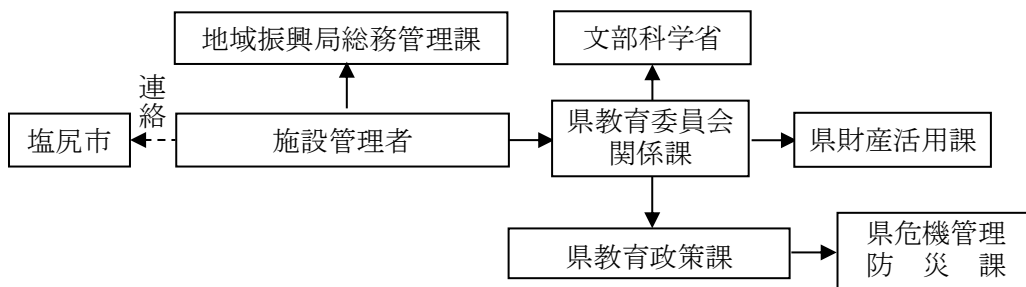 地域振興局総務管理課
文部科学省
連絡
塩尻市
施設管理者
県教育委員会
関係課
県財産活用課
県教育政策課
県危機管理
防　災　課